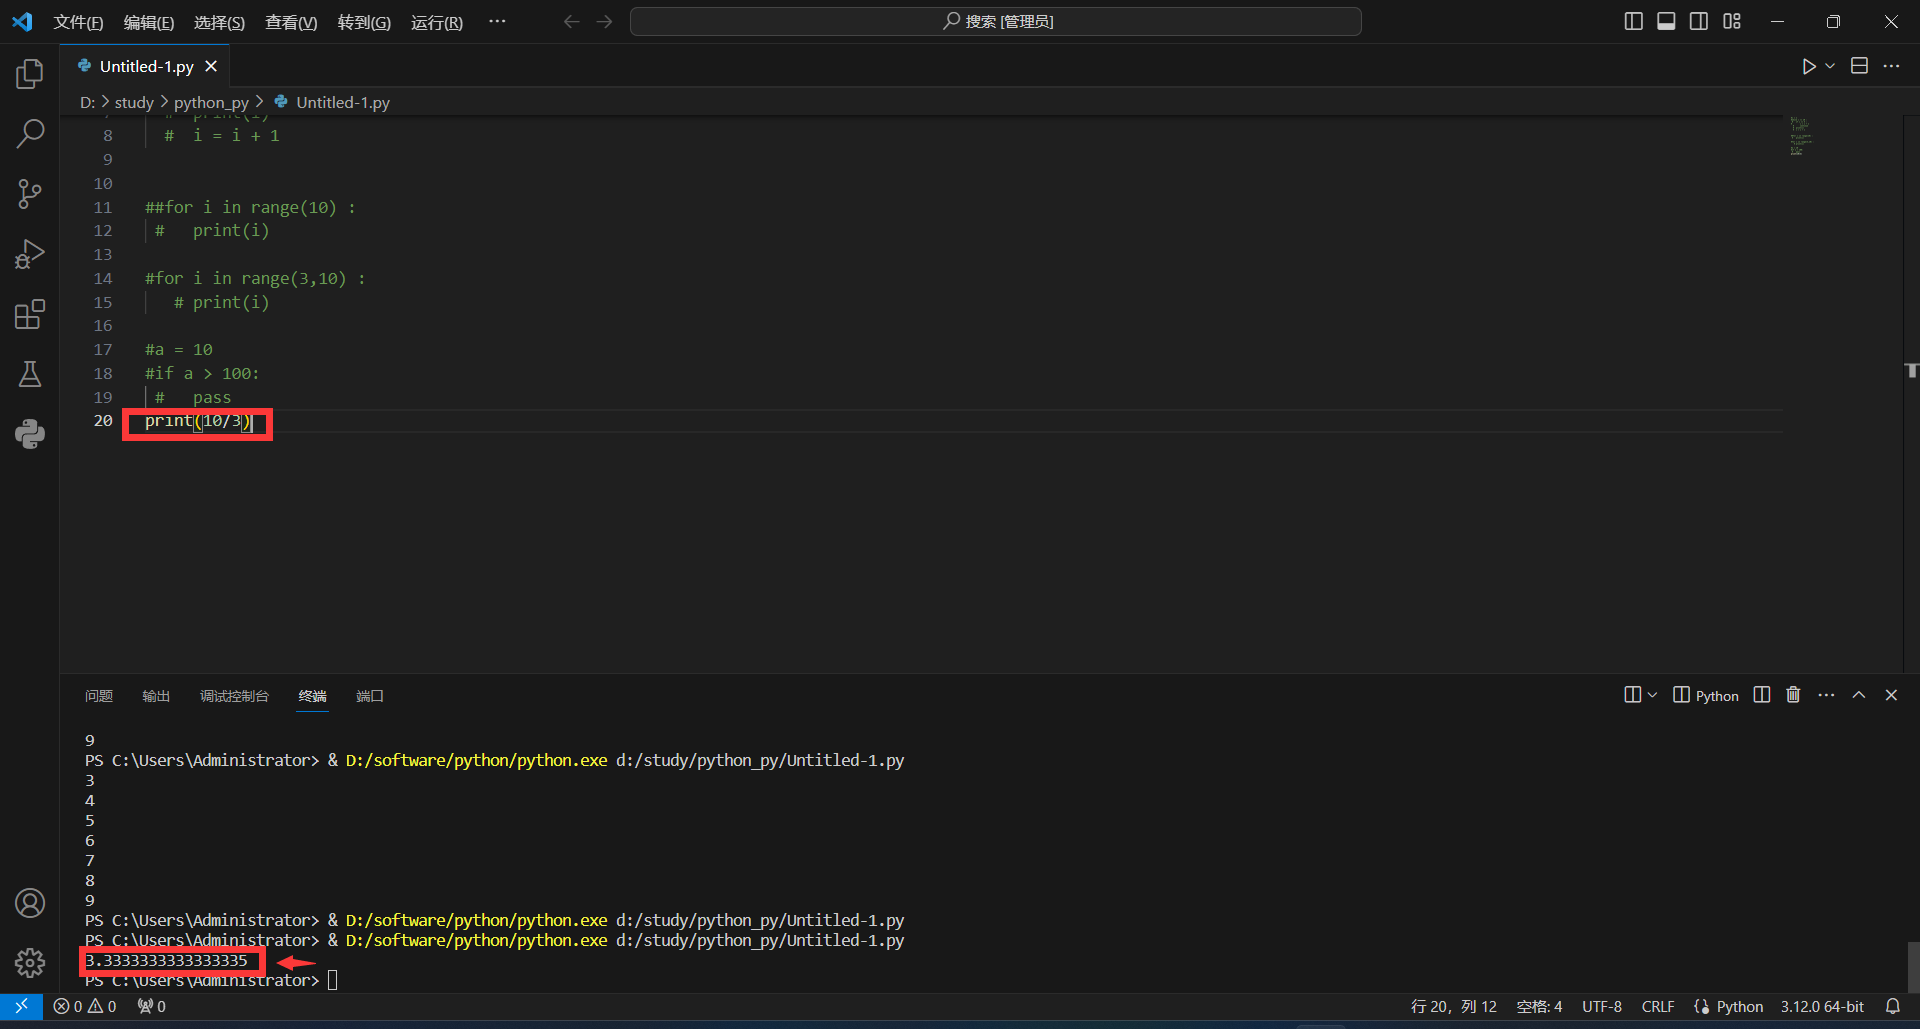 文件(F) 编辑(E) 选择(S) 查看(V) 转到(G) 运行(R) ··· 搜索 [管理员]
Untitled-1.py
D: > study > python_py > Untitled-1.py
7 # print(i)
8 # i = i + 1
9
10
11 ##for i in range(10) :
12 # print(i)
13
14 #for i in range(3,10) :
15 # print(i)
16
17 #a = 10
18 #if a > 100:
19 # pass
20 print(10/3)
问题 输出 调试控制台 终端 端口 Python
9
PS C:\Users\Administrator> & D:/software/python/python.exe d:/study/python_py/Untitled-1.py
3
4
5
6
7
8
9
PS C:\Users\Administrator> & D:/software/python/python.exe d:/study/python_py/Untitled-1.py
PS C:\Users\Administrator> & D:/software/python/python.exe d:/study/python_py/Untitled-1.py
3.3333333333333335
PS C:\Users\Administrator>
0 0 0 行 20，列 12 空格: 4 UTF-8 CRLF Python 3.12.0 64-bit